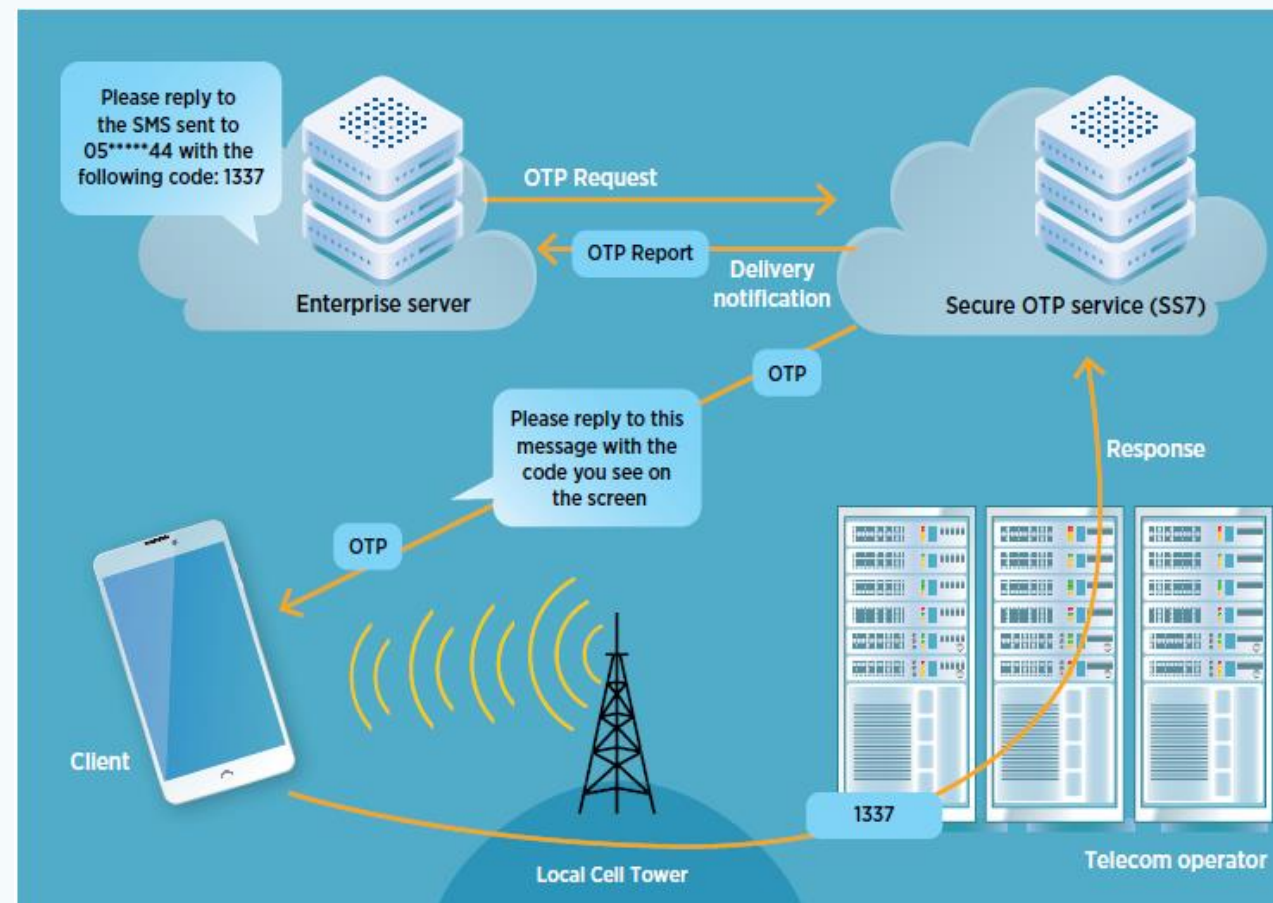 Please reply to
the SMS sent to
05*****44 with the
following code: 1337
Enterprise server
OTP Request
OTP Report
Delivery
notification
Secure OTP service (SS7)
OTP
Please reply to this
message with the
code you see on
the screen
OTP
Response
Client
1337
Local Cell Tower
Telecom operator